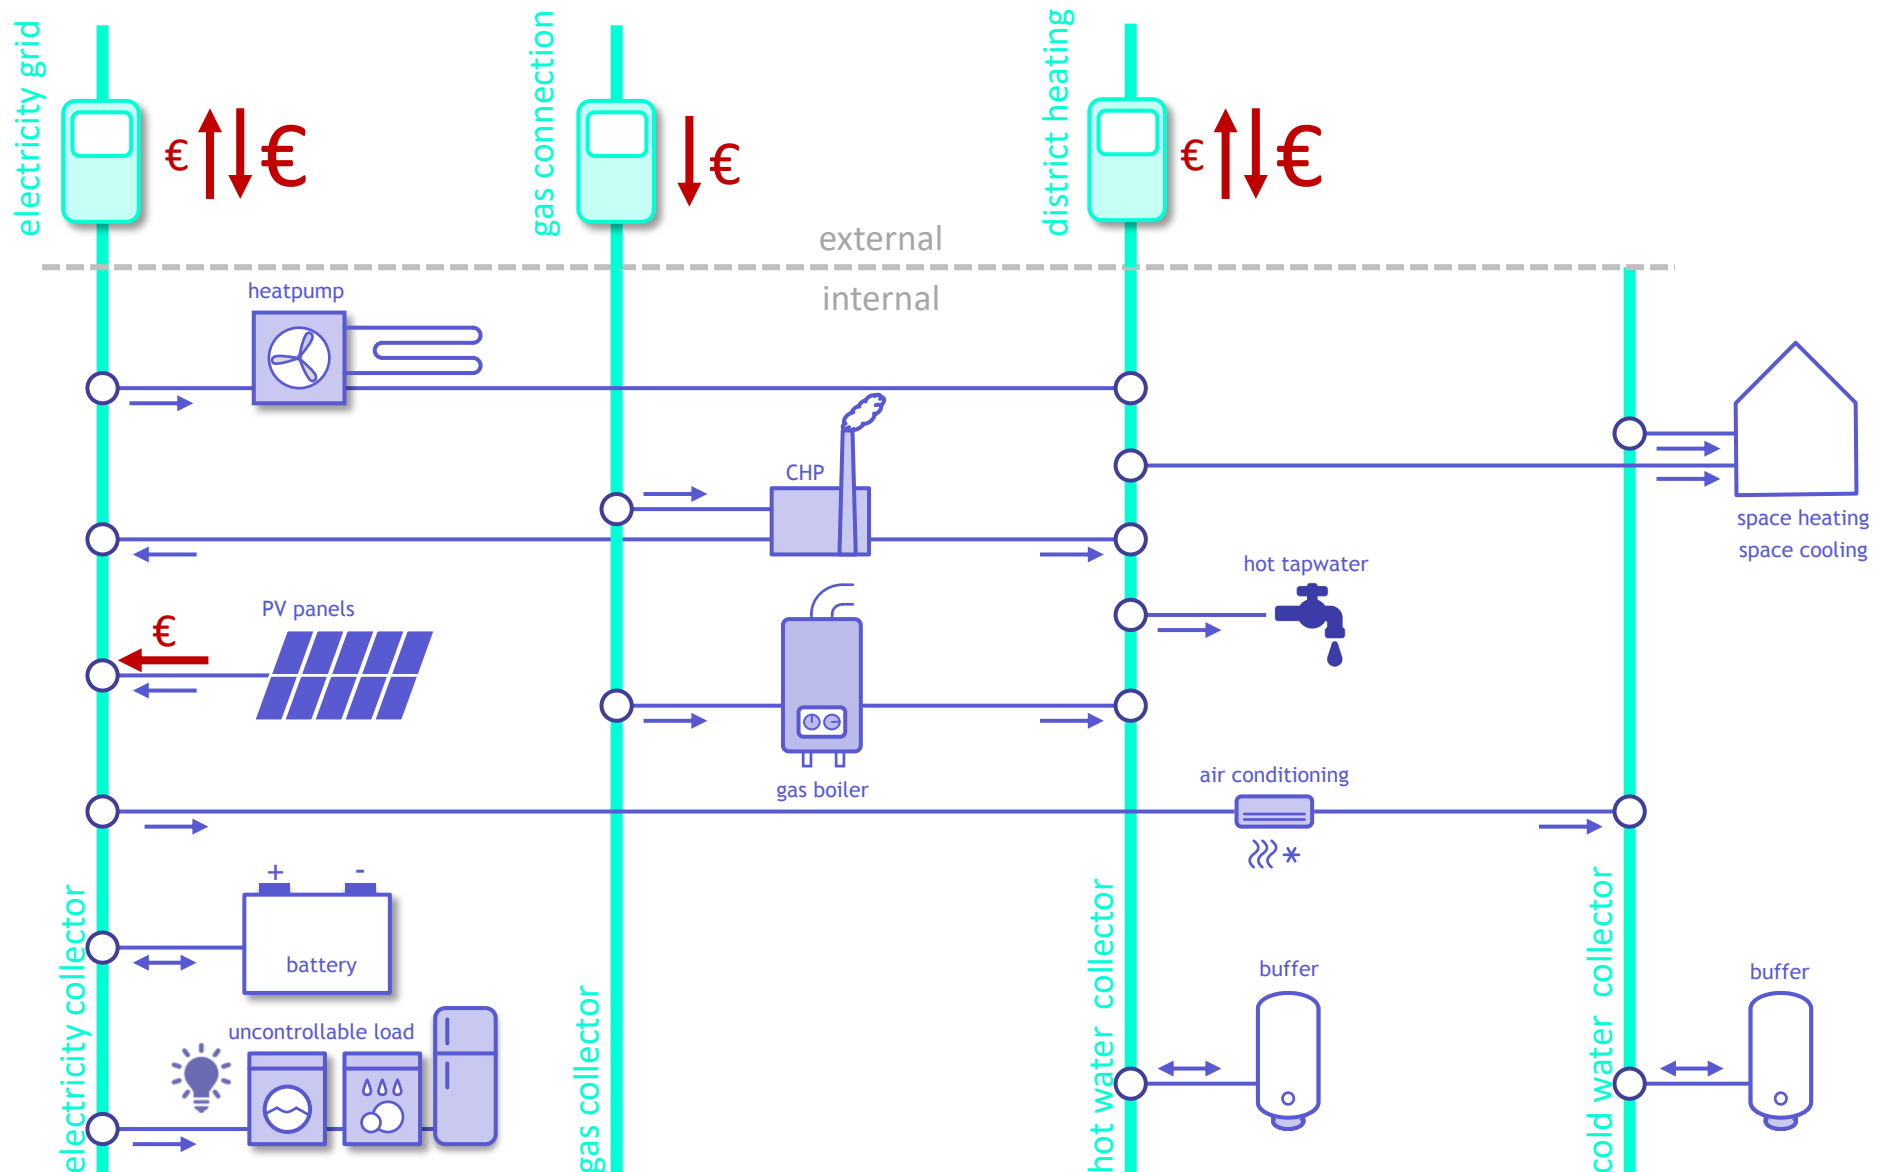 electricity grid
€
€
gas connection
€
district heating
€
€
external
internal
heatpump
CHP
space heating
space cooling
hot tapwater
PV panels
€
gas boiler
air conditioning
+ -
battery
uncontrollable load
buffer
buffer
electricity collector
gas collector
hot water collector
cold water collector